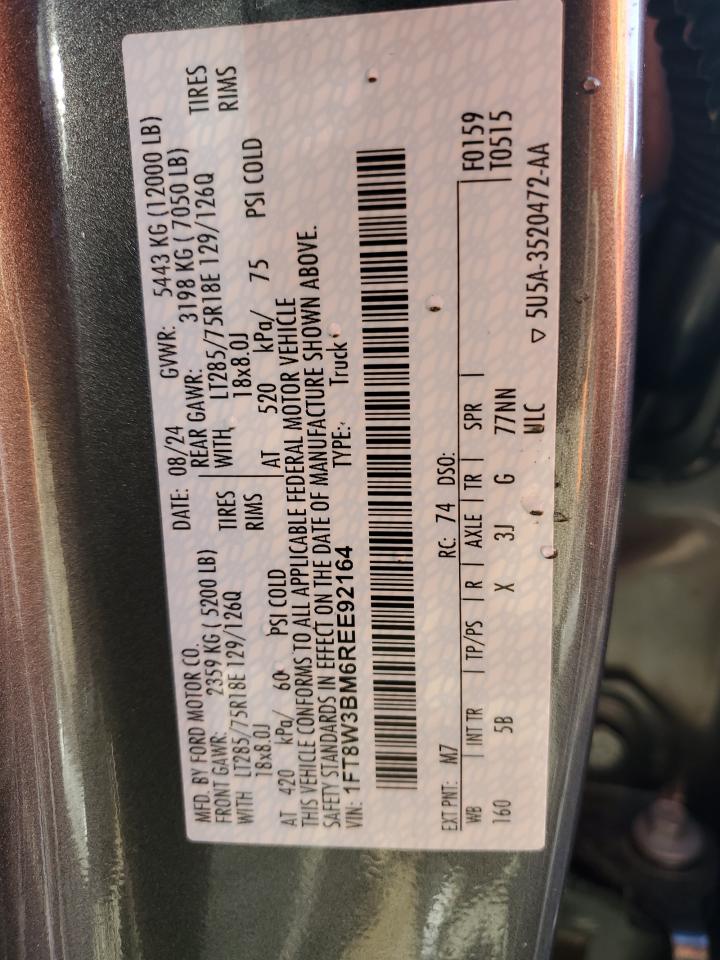 MFD. BY FORD MOTOR CO. DATE: 08/24 GVWR: 5443 KG (12000 LB)
FRONT GAWR: 2359 KG ( 5200 LB) REAR GAWR: 3198 KG ( 7050 LB)
WITH LT285/75R18E 129/126Q TIRES WITH, LT285/75R18E 129/126Q TIRES
18x8.0J RIMS 18x8.0J RIMS
AT 420 kPa/ 60 PSI COLD AT 520 kPa/ 75 PSI COLD
THIS VEHICLE CONFORMS TO ALL APPLICABLE FEDERAL MOTOR VEHICLE
SAFETY STANDARDS IN EFFECT ON THE DATE OF MANUFACTURE SHOWN ABOVE.
VIN: 1FT8W3BM6REE92164 TYPE: Truck
F0159
EXT PNT: M7 RC: 74 DSO: T0515
WB INT TR TP/PS R AXLE TR SPR
160 5B X 3J G 77NN
WLC ▽ 5U5A-3520472-AA